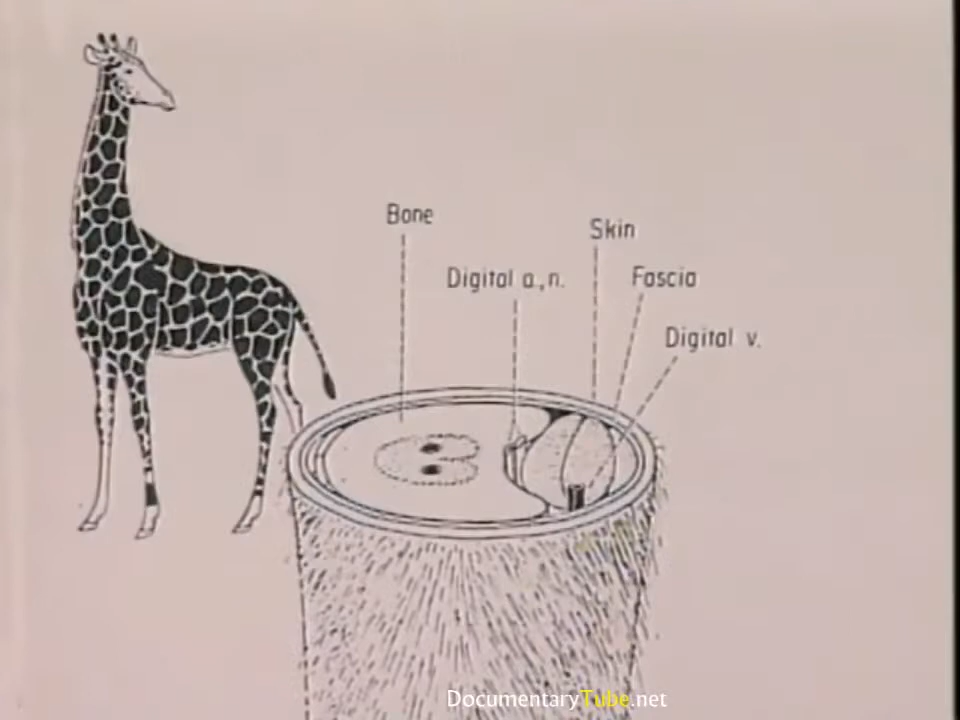 Bone
Skin
Digital a.,n.
Fascia
Digital v.
DocumentaryTube.net